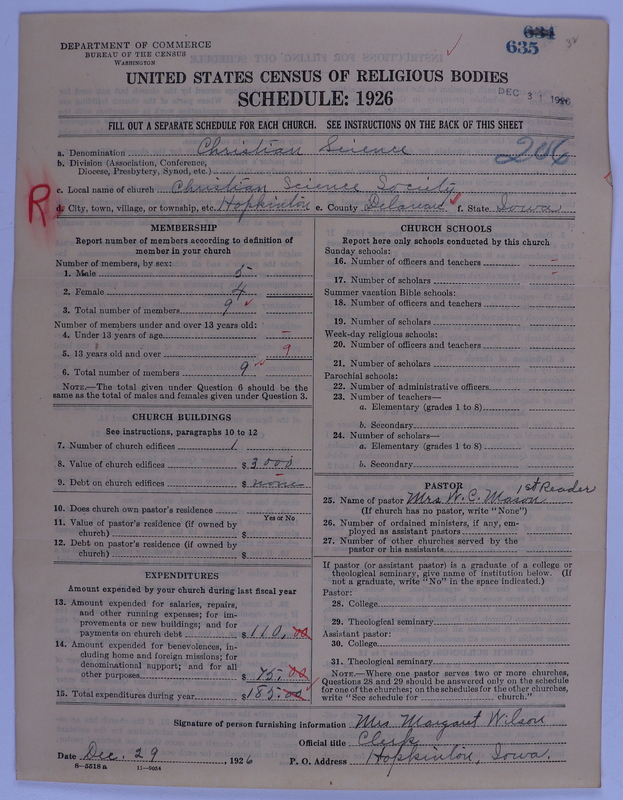 634
635
DEPARTMENT OF COMMERCE
BUREAU OF THE CENSUS
WASHINGTON
UNITED STATES CENSUS OF RELIGIOUS BODIES
SCHEDULE: 1926
DEC 31 1926
FILL OUT A SEPARATE SCHEDULE FOR EACH CHURCH. SEE INSTRUCTIONS ON THE BACK OF THIS SHEET
a. Denomination Christian Science
206
b. Division (Association, Conference, Diocese, Presbytery, Synod, etc.)
c. Local name of church Christian Science Society
R
d. City, town, village, or township, etc. Hopkinton e. County Delaware f. State Iowa
MEMBERSHIP
Report number of members according to definition of
member in your church
Number of members, by sex:
1. Male 5
2. Female 4
3. Total number of members 9
Number of members under and over 13 years old:
4. Under 13 years of age –
5. 13 years old and over 9
6. Total number of members 9
NOTE.—The total given under Question 6 should be
same as the total of males and females given under Question 3.
CHURCH BUILDINGS
See instructions, paragraphs 10 to 12
7. Number of church edifices 1
8. Value of church edifices $ 3000
9. Debt on church edifices $ none
10. Does church own pastor's residence
Yes or No
11. Value of pastor's residence (if owned by
church) $
12. Debt on pastor's residence (if owned by
church) $
EXPENDITURES
Amount expended by your church during last fiscal year
13. Amount expended for salaries, repairs,
and other running expenses; for im-
provements or new buildings; and for
payments on church debt $ 110.00
14. Amount expended for benevolences, in-
cluding home and foreign missions; for
denominational support; and for all
other purposes $ 75.00
15. Total expenditures during year $ 185.00
CHURCH SCHOOLS
Report here only schools conducted by this church
Sunday schools:
16. Number of officers and teachers –
17. Number of scholars –
Summer vacation Bible schools:
18. Number of officers and teachers
19. Number of scholars
Week-day religious schools:
20. Number of officers and teachers
21. Number of scholars
Parochial schools:
22. Number of administrative officers
23. Number of teachers—
a. Elementary (grades 1 to 8)
b. Secondary
24. Number of scholars—
a. Elementary (grades 1 to 8)
b. Secondary
PASTOR
25. Name of pastor Mrs W. C. Mason 1st Reader
(If church has no pastor, write "None")
26. Number of ordained ministers, if any, em-
ployed as assistant pastors
27. Number of other churches served by the
pastor or his assistants
If pastor (or assistant pastor) is a graduate of a college or
theological seminary, give name of institution below. (If
not a graduate, write "No" in the space indicated.)
Pastor:
28. College
29. Theological seminary
Assistant pastor:
30. College
31. Theological seminary
NOTE.—Where one pastor serves two or more churches,
Questions 28 and 29 should be answered only on the schedule
for one of the churches; on the schedules for the other churches,
write "See schedule for church."
Signature of person furnishing information Mrs Margaret Wilson
Official title Clerk
Date Dec. 29, 1926 P. O. Address Hopkinton, Iowa.
8—5518 a 11—9054